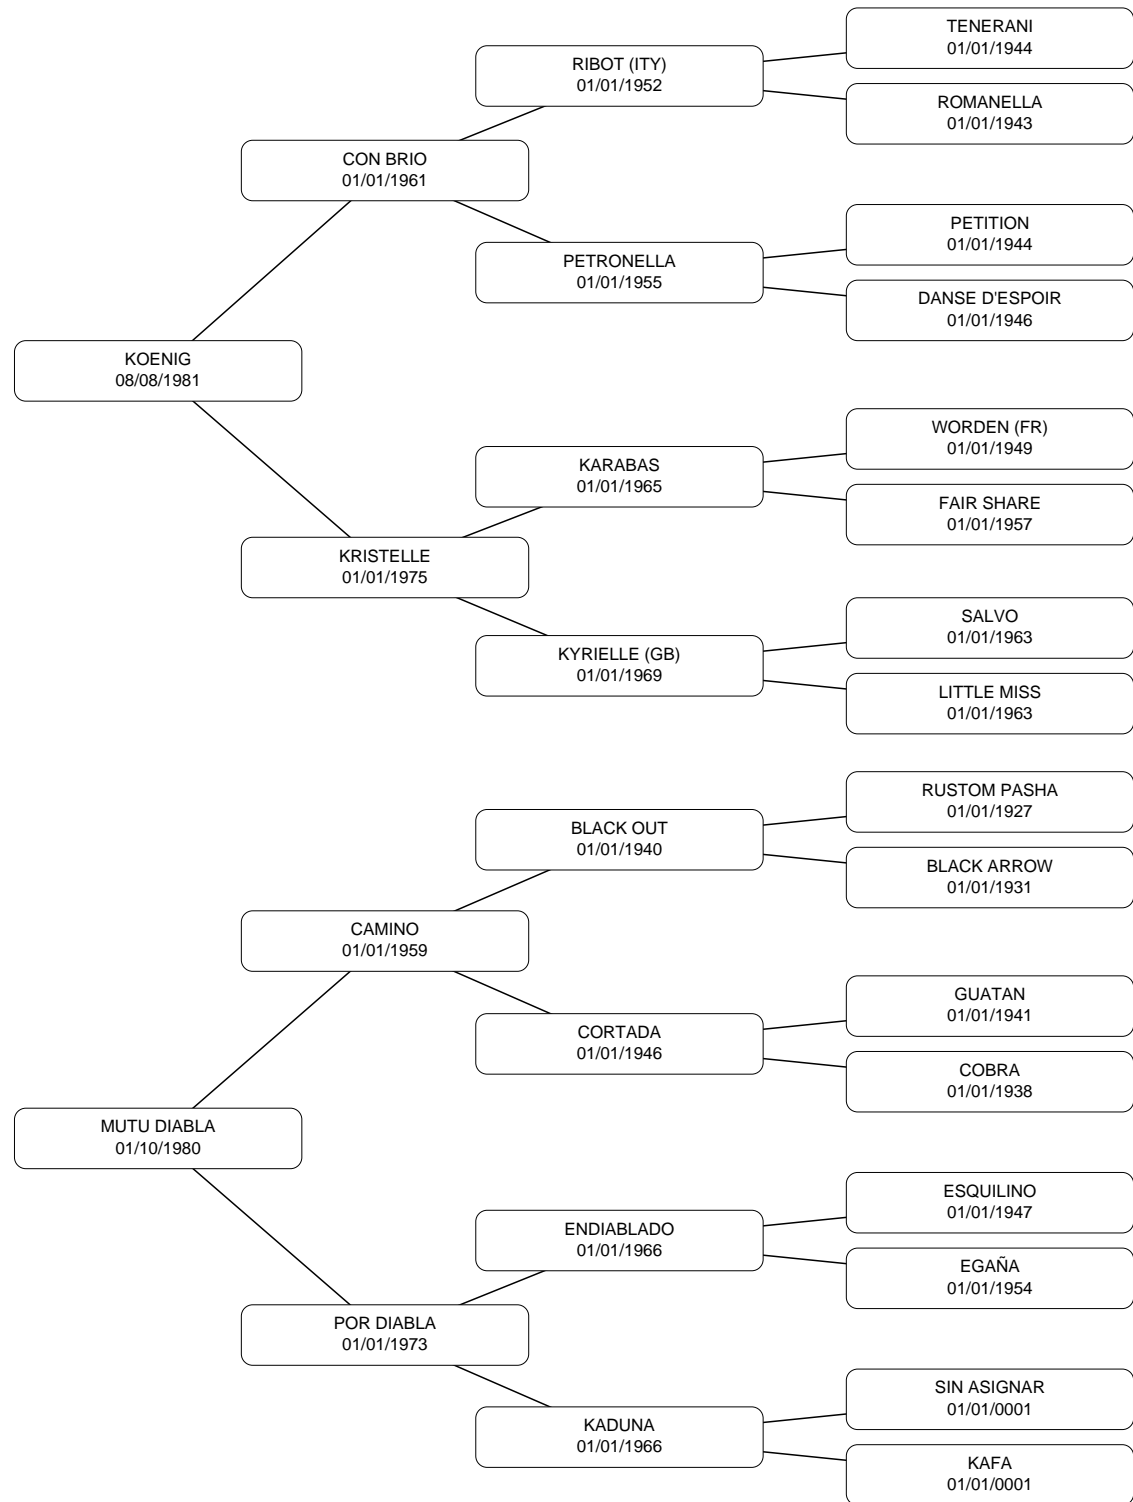 TENERANI
01/01/1944
RIBOT (ITY)
01/01/1952
ROMANELLA
01/01/1943
CON BRIO
01/01/1961
PETITION
01/01/1944
PETRONELLA
01/01/1955
DANSE D'ESPOIR
01/01/1946
KOENIG
08/08/1981
WORDEN (FR)
01/01/1949
KARABAS
01/01/1965
FAIR SHARE
01/01/1957
KRISTELLE
01/01/1975
SALVO
01/01/1963
KYRIELLE (GB)
01/01/1969
LITTLE MISS
01/01/1963
RUSTOM PASHA
01/01/1927
BLACK OUT
01/01/1940
BLACK ARROW
01/01/1931
CAMINO
01/01/1959
GUATAN
01/01/1941
CORTADA
01/01/1946
COBRA
01/01/1938
MUTU DIABLA
01/10/1980
ESQUILINO
01/01/1947
ENDIABLADO
01/01/1966
EGAÑA
01/01/1954
POR DIABLA
01/01/1973
SIN ASIGNAR
01/01/0001
KADUNA
01/01/1966
KAFA
01/01/0001